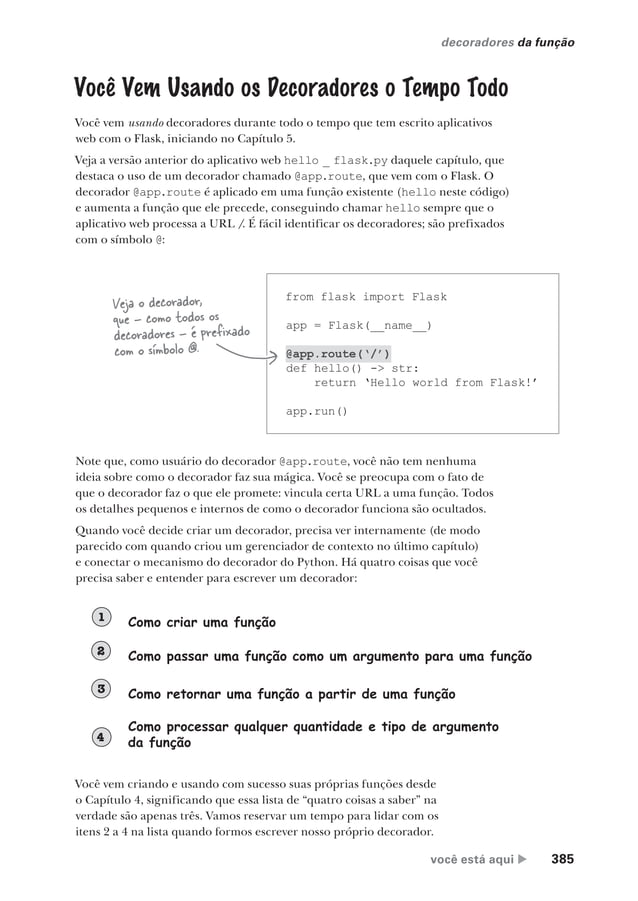 decoradores da função
Você Vem Usando os Decoradores o Tempo Todo
Você vem usando decoradores durante todo o tempo que tem escrito aplicativos
web com o Flask, iniciando no Capítulo 5.
Veja a versão anterior do aplicativo web hello _ flask.py daquele capítulo, que
destaca o uso de um decorador chamado @app.route, que vem com o Flask. O
decorador @app.route é aplicado em uma função existente (hello neste código)
e aumenta a função que ele precede, conseguindo chamar hello sempre que o
aplicativo web processa a URL /. É fácil identificar os decoradores; são prefixados
com o símbolo @:
Veja o decorador,
que – como todos os
decoradores – é prefixado
com o símbolo @.
from flask import Flask
app = Flask(__name__)
@app.route(‘/’)
def hello() -> str:
    return ‘Hello world from Flask!’
app.run()
Note que, como usuário do decorador @app.route, você não tem nenhuma
ideia sobre como o decorador faz sua mágica. Você se preocupa com o fato de
que o decorador faz o que ele promete: vincula certa URL a uma função. Todos
os detalhes pequenos e internos de como o decorador funciona são ocultados.
Quando você decide criar um decorador, precisa ver internamente (de modo
parecido com quando criou um gerenciador de contexto no último capítulo)
e conectar o mecanismo do decorador do Python. Há quatro coisas que você
precisa saber e entender para escrever um decorador:
1 Como criar uma função
2 Como passar uma função como um argumento para uma função
3 Como retornar uma função a partir de uma função
4 Como processar qualquer quantidade e tipo de argumento
da função
Você vem criando e usando com sucesso suas próprias funções desde
o Capítulo 4, significando que essa lista de “quatro coisas a saber” na
verdade são apenas três. Vamos reservar um tempo para lidar com os
itens 2 a 4 na lista quando formos escrever nosso próprio decorador.
você está aqui ▶ 385